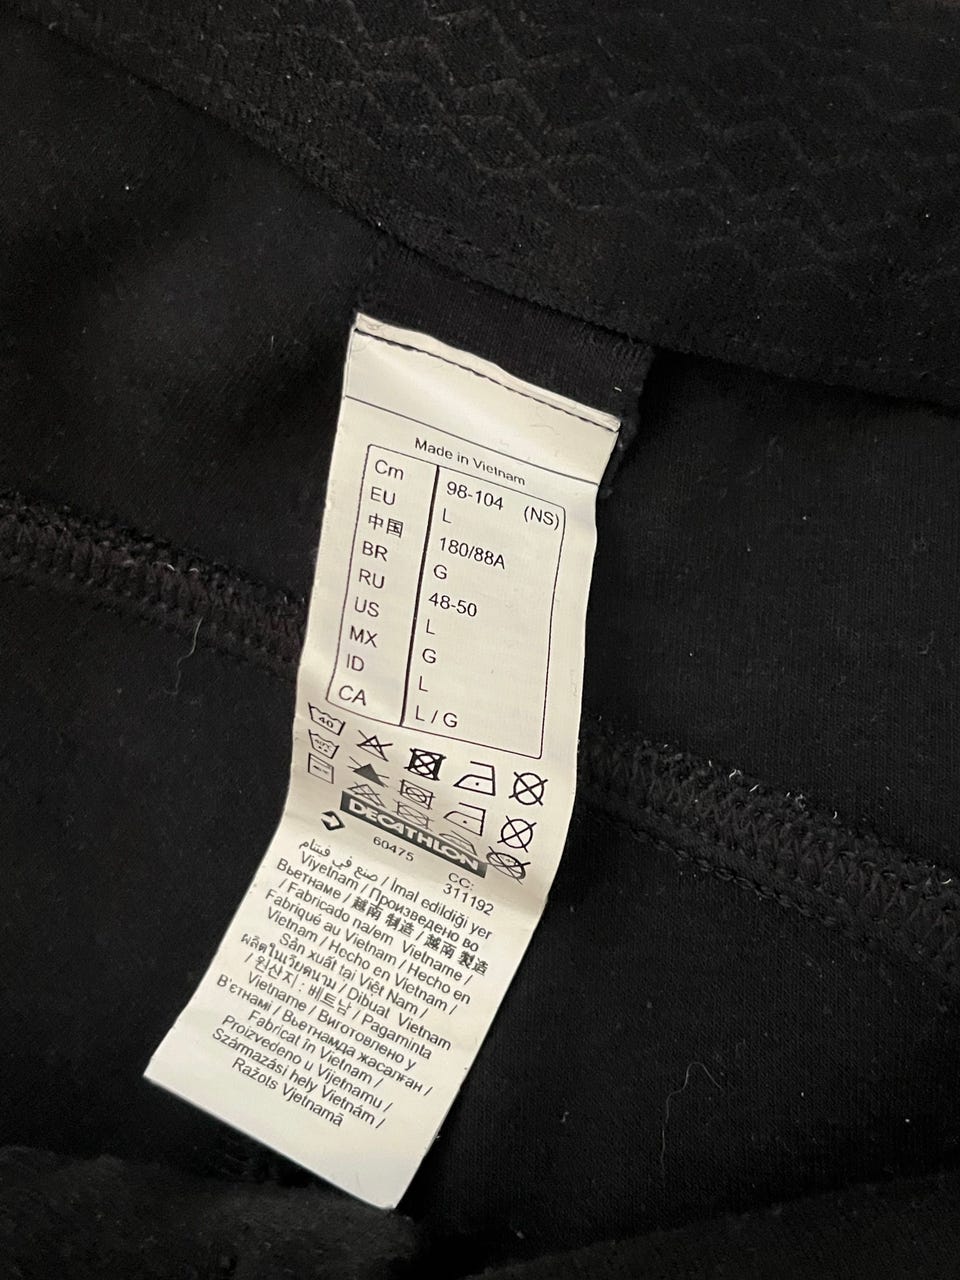 Made in Vietnam
Cm 98-104 (NS)
EU L
中国 180/88A
BR G
RU 48-50
US L
MX G
ID L
CA L / G
40
DECATHLON
60475
CC:
311192
صنع في فيتنام / Imal edildiği yer
Viyetnam / Произведено во
Вьетнаме / 越南 制造 / 越南 製造
/ Fabricado na/em Vietname /
Fabriqué au Vietnam / Hecho en
Vietnam / Hecho en Vietnam /
Sản xuất tại Việt Nam /
ผลิตในเวียดนาม / Dibuat Vietnam
/ 원산지 : 베트남 / Pagaminta
Vietname / Виготовлено у
В'єтнамі / Вьетнамда жасалған /
Fabricat în Vietnam /
Proizvedeno u Vijetnamu /
Származási hely Vietnám /
Ražots Vjetnamā